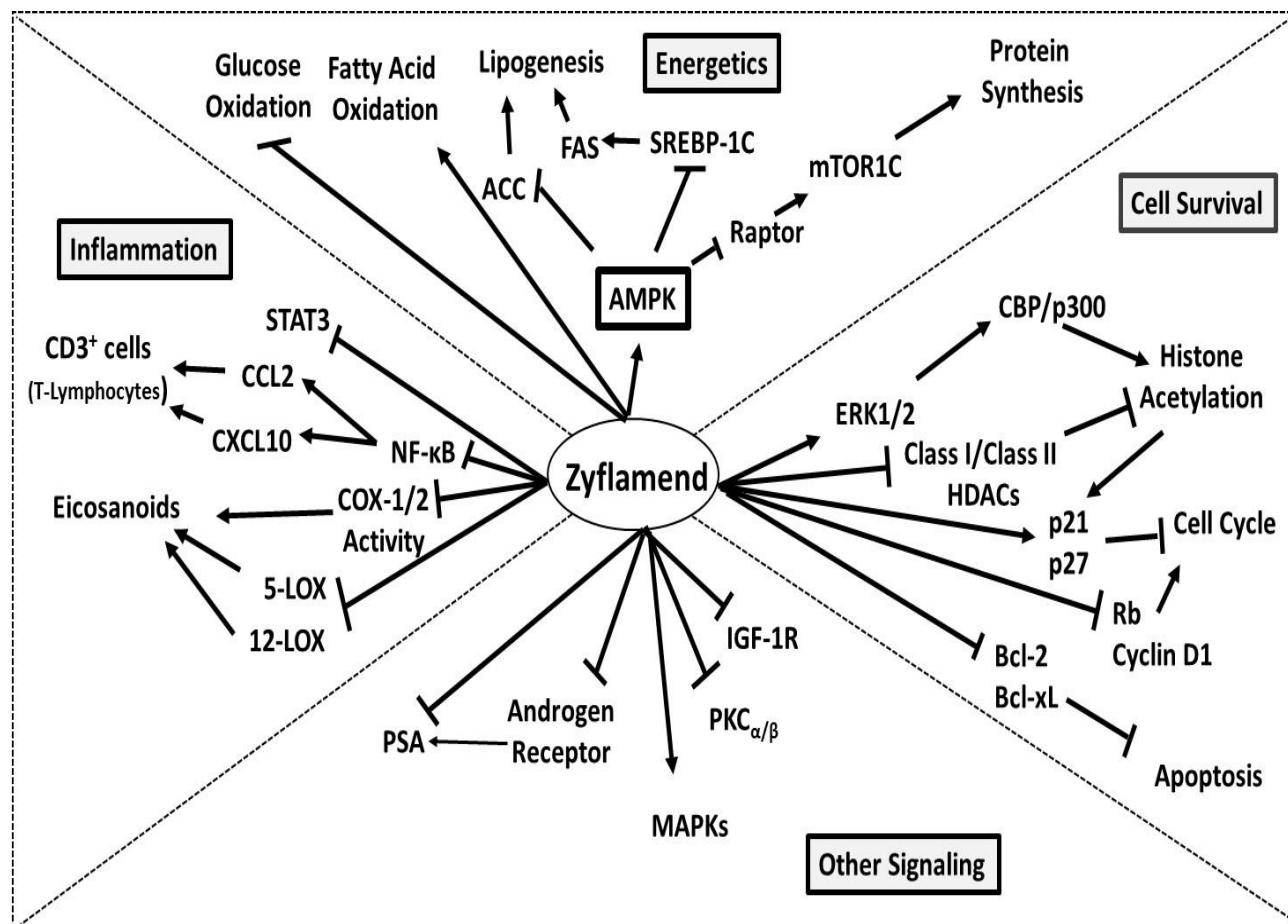 Glucose
Oxidation
Fatty Acid
Oxidation
Lipogenesis
Energetics
FAS
SREBP-1C
ACC
Protein
Synthesis
mTOR1C
Raptor
AMPK
Inflammation
STAT3
CD3⁺ cells
(T-Lymphocytes)
CCL2
CXCL10
NF-κB
COX-1/2
Activity
Eicosanoids
5-LOX
12-LOX
Zyflamend
Cell Survival
CBP/p300
Histone
Acetylation
ERK1/2
Class I/Class II
HDACs
p21
p27
Cell Cycle
Rb
Cyclin D1
Bcl-2
Bcl-xL
Apoptosis
IGF-1R
PKCα/β
Androgen
Receptor
PSA
MAPKs
Other Signaling